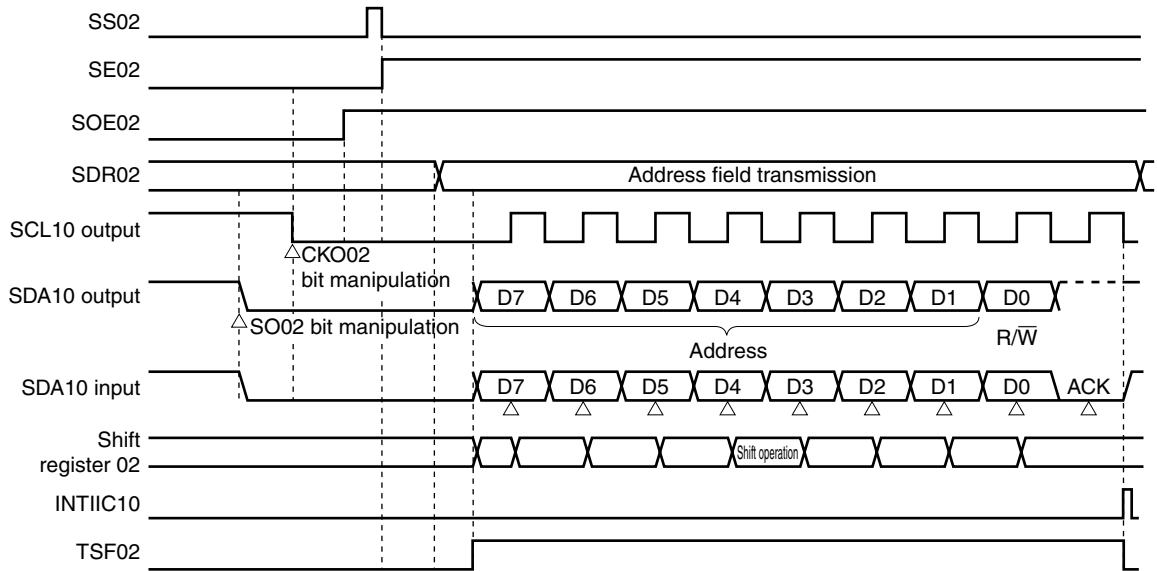 SS02
SE02
SOE02
SDR02
Address field transmission
SCL10 output
△CKO02
bit manipulation
SDA10 output
D7 D6 D5 D4 D3 D2 D1 D0
△SO02 bit manipulation
R/W̅
Address
SDA10 input
D7 D6 D5 D4 D3 D2 D1 D0 ACK
Shift
register 02
Shift operation
INTIIC10
TSF02